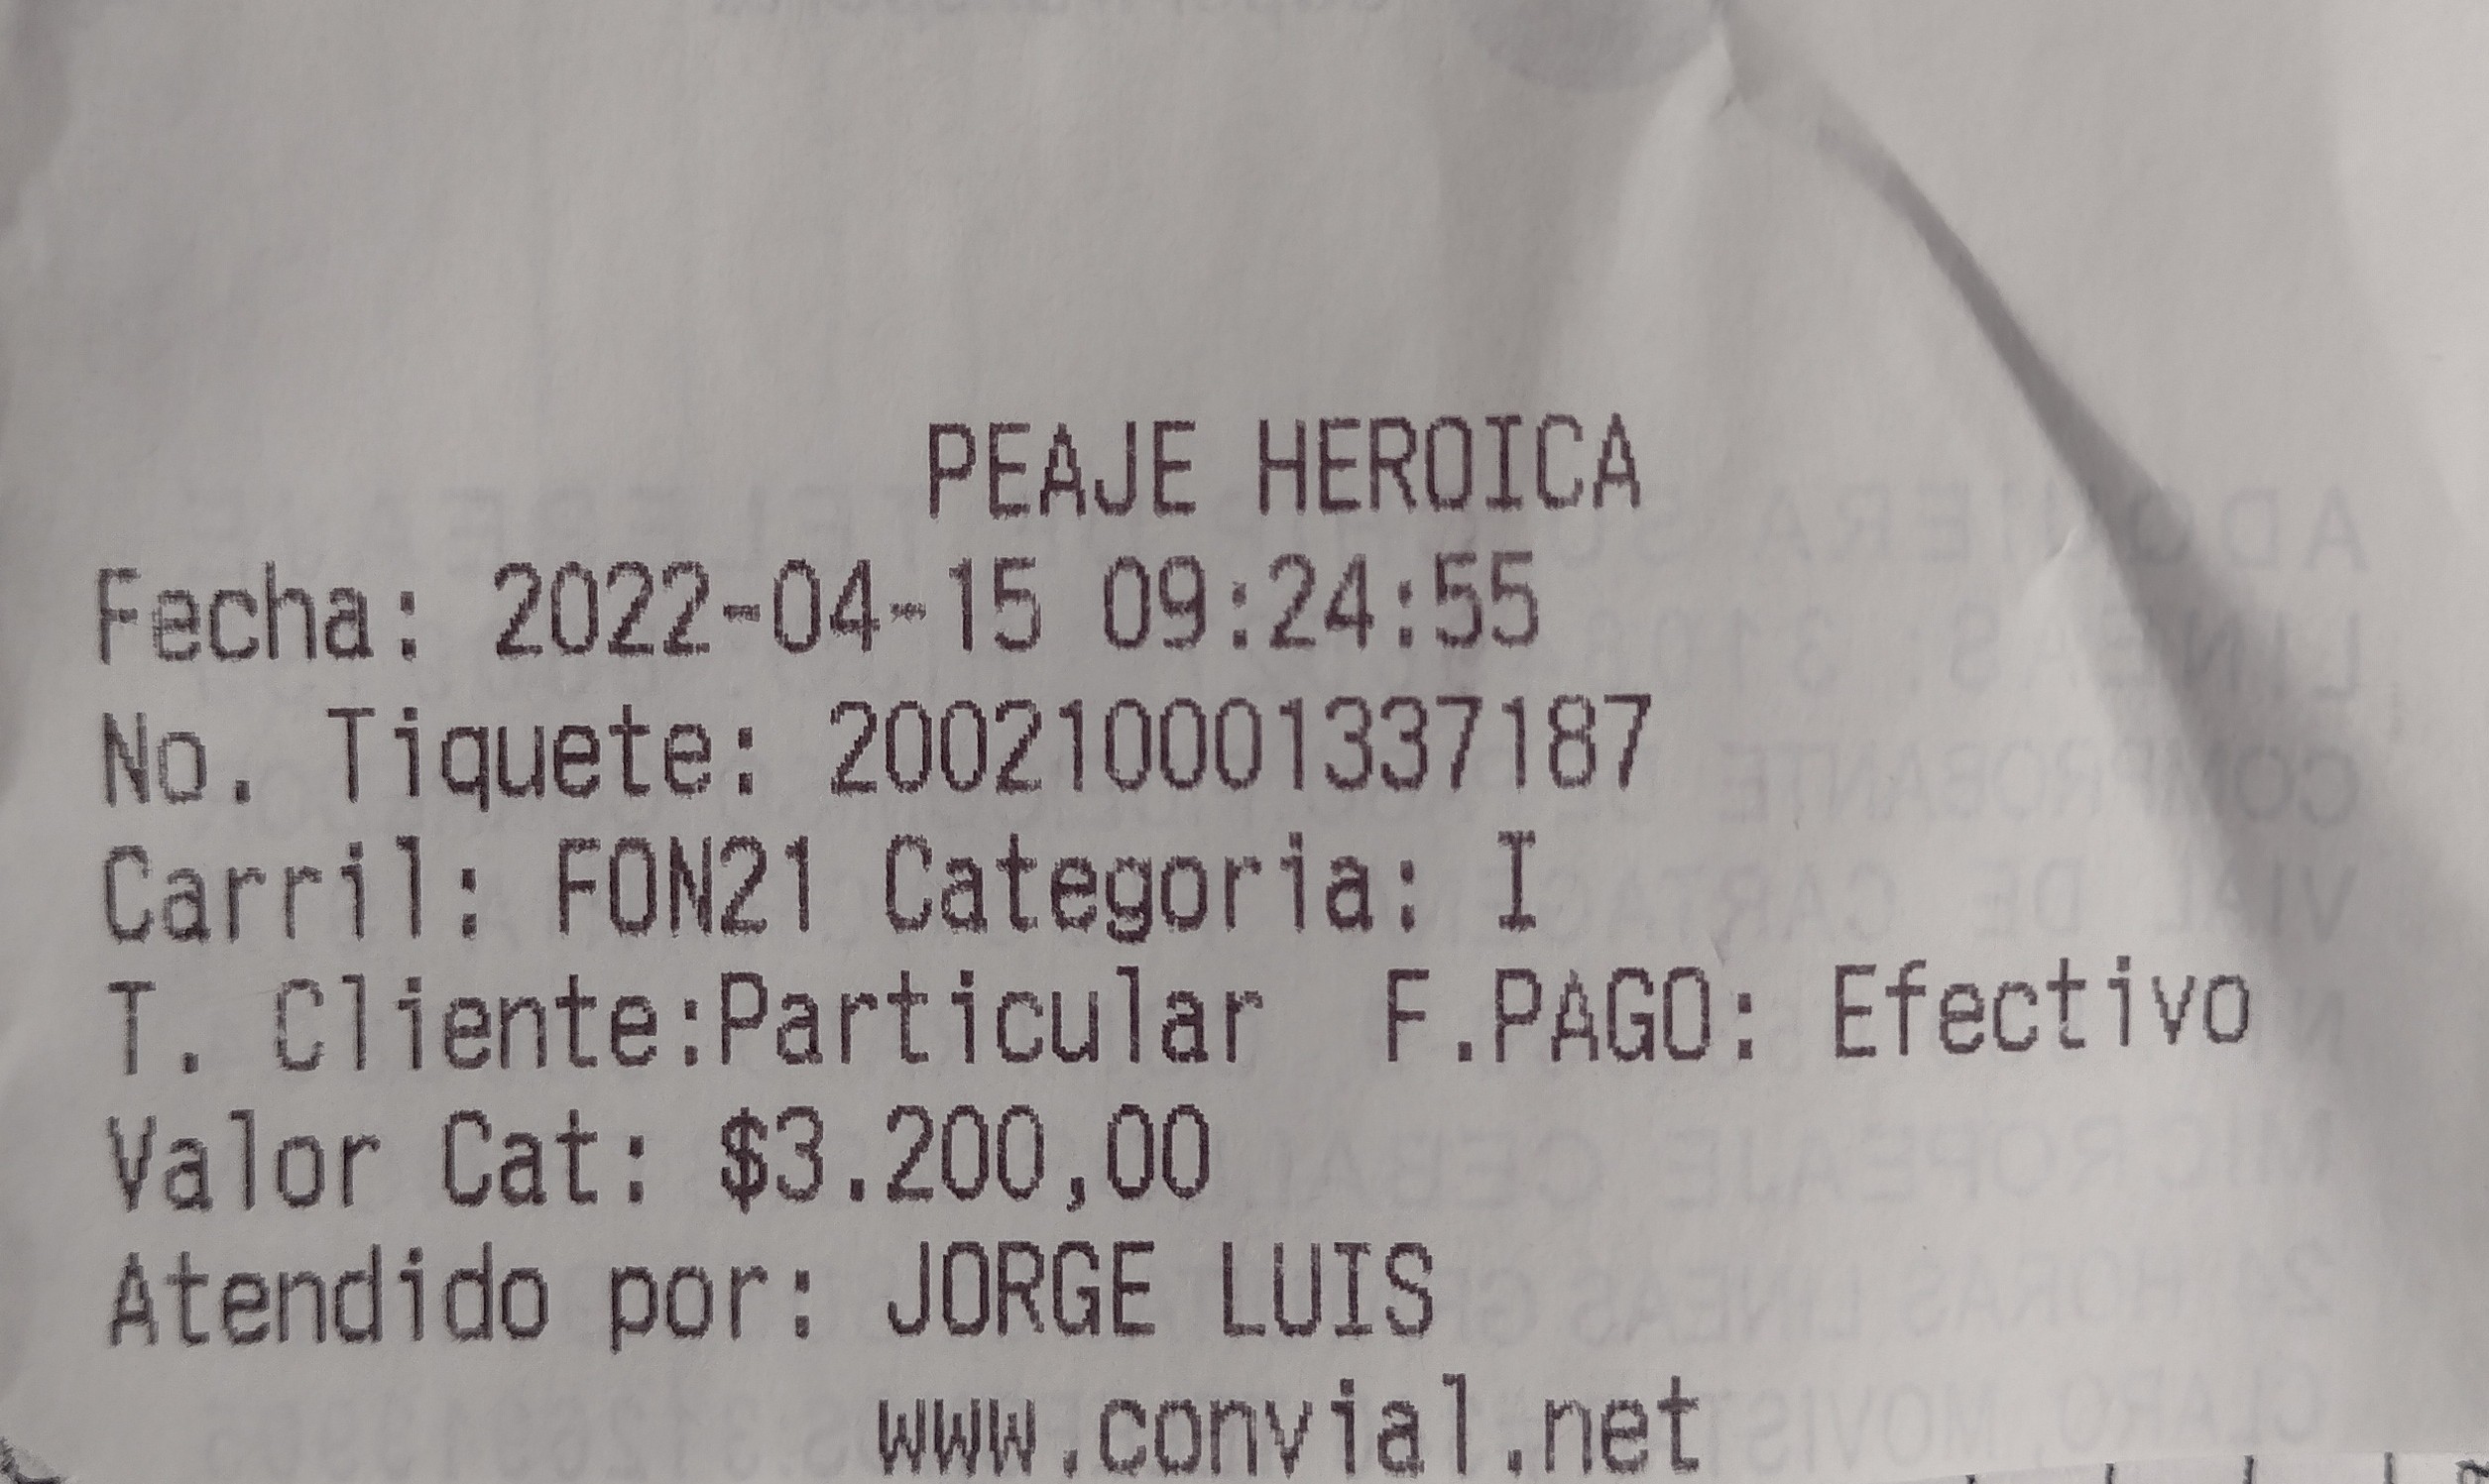 PEAJE HEROICA
Fecha: 2022-04-15 09:24:55
No. Tiquete: 200210001337187
Carril: FON21 Categoria: I
T. Cliente:Particular  F.PAGO: Efectivo
Valor Cat: $3.200,00
Atendido por: JORGE LUIS
www.convial.net